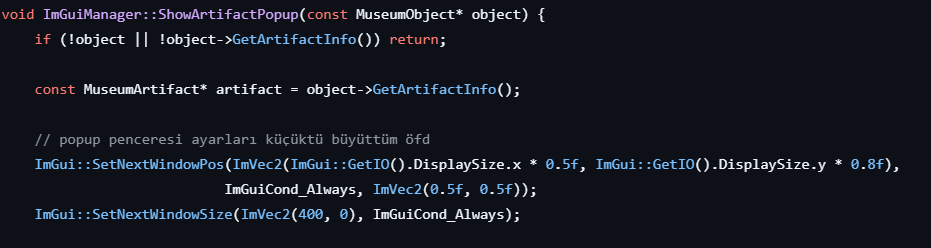 void ImGuiManager::ShowArtifactPopup(const MuseumObject* object) {
    if (!object || !object->GetArtifactInfo()) return;
    const MuseumArtifact* artifact = object->GetArtifactInfo();
    // popup penceresi ayarları küçüktü büyüttüm öfd
    ImGui::SetNextWindowPos(ImVec2(ImGui::GetIO().DisplaySize.x * 0.5f, ImGui::GetIO().DisplaySize.y * 0.8f),
                            ImGuiCond_Always, ImVec2(0.5f, 0.5f));
    ImGui::SetNextWindowSize(ImVec2(400, 0), ImGuiCond_Always);